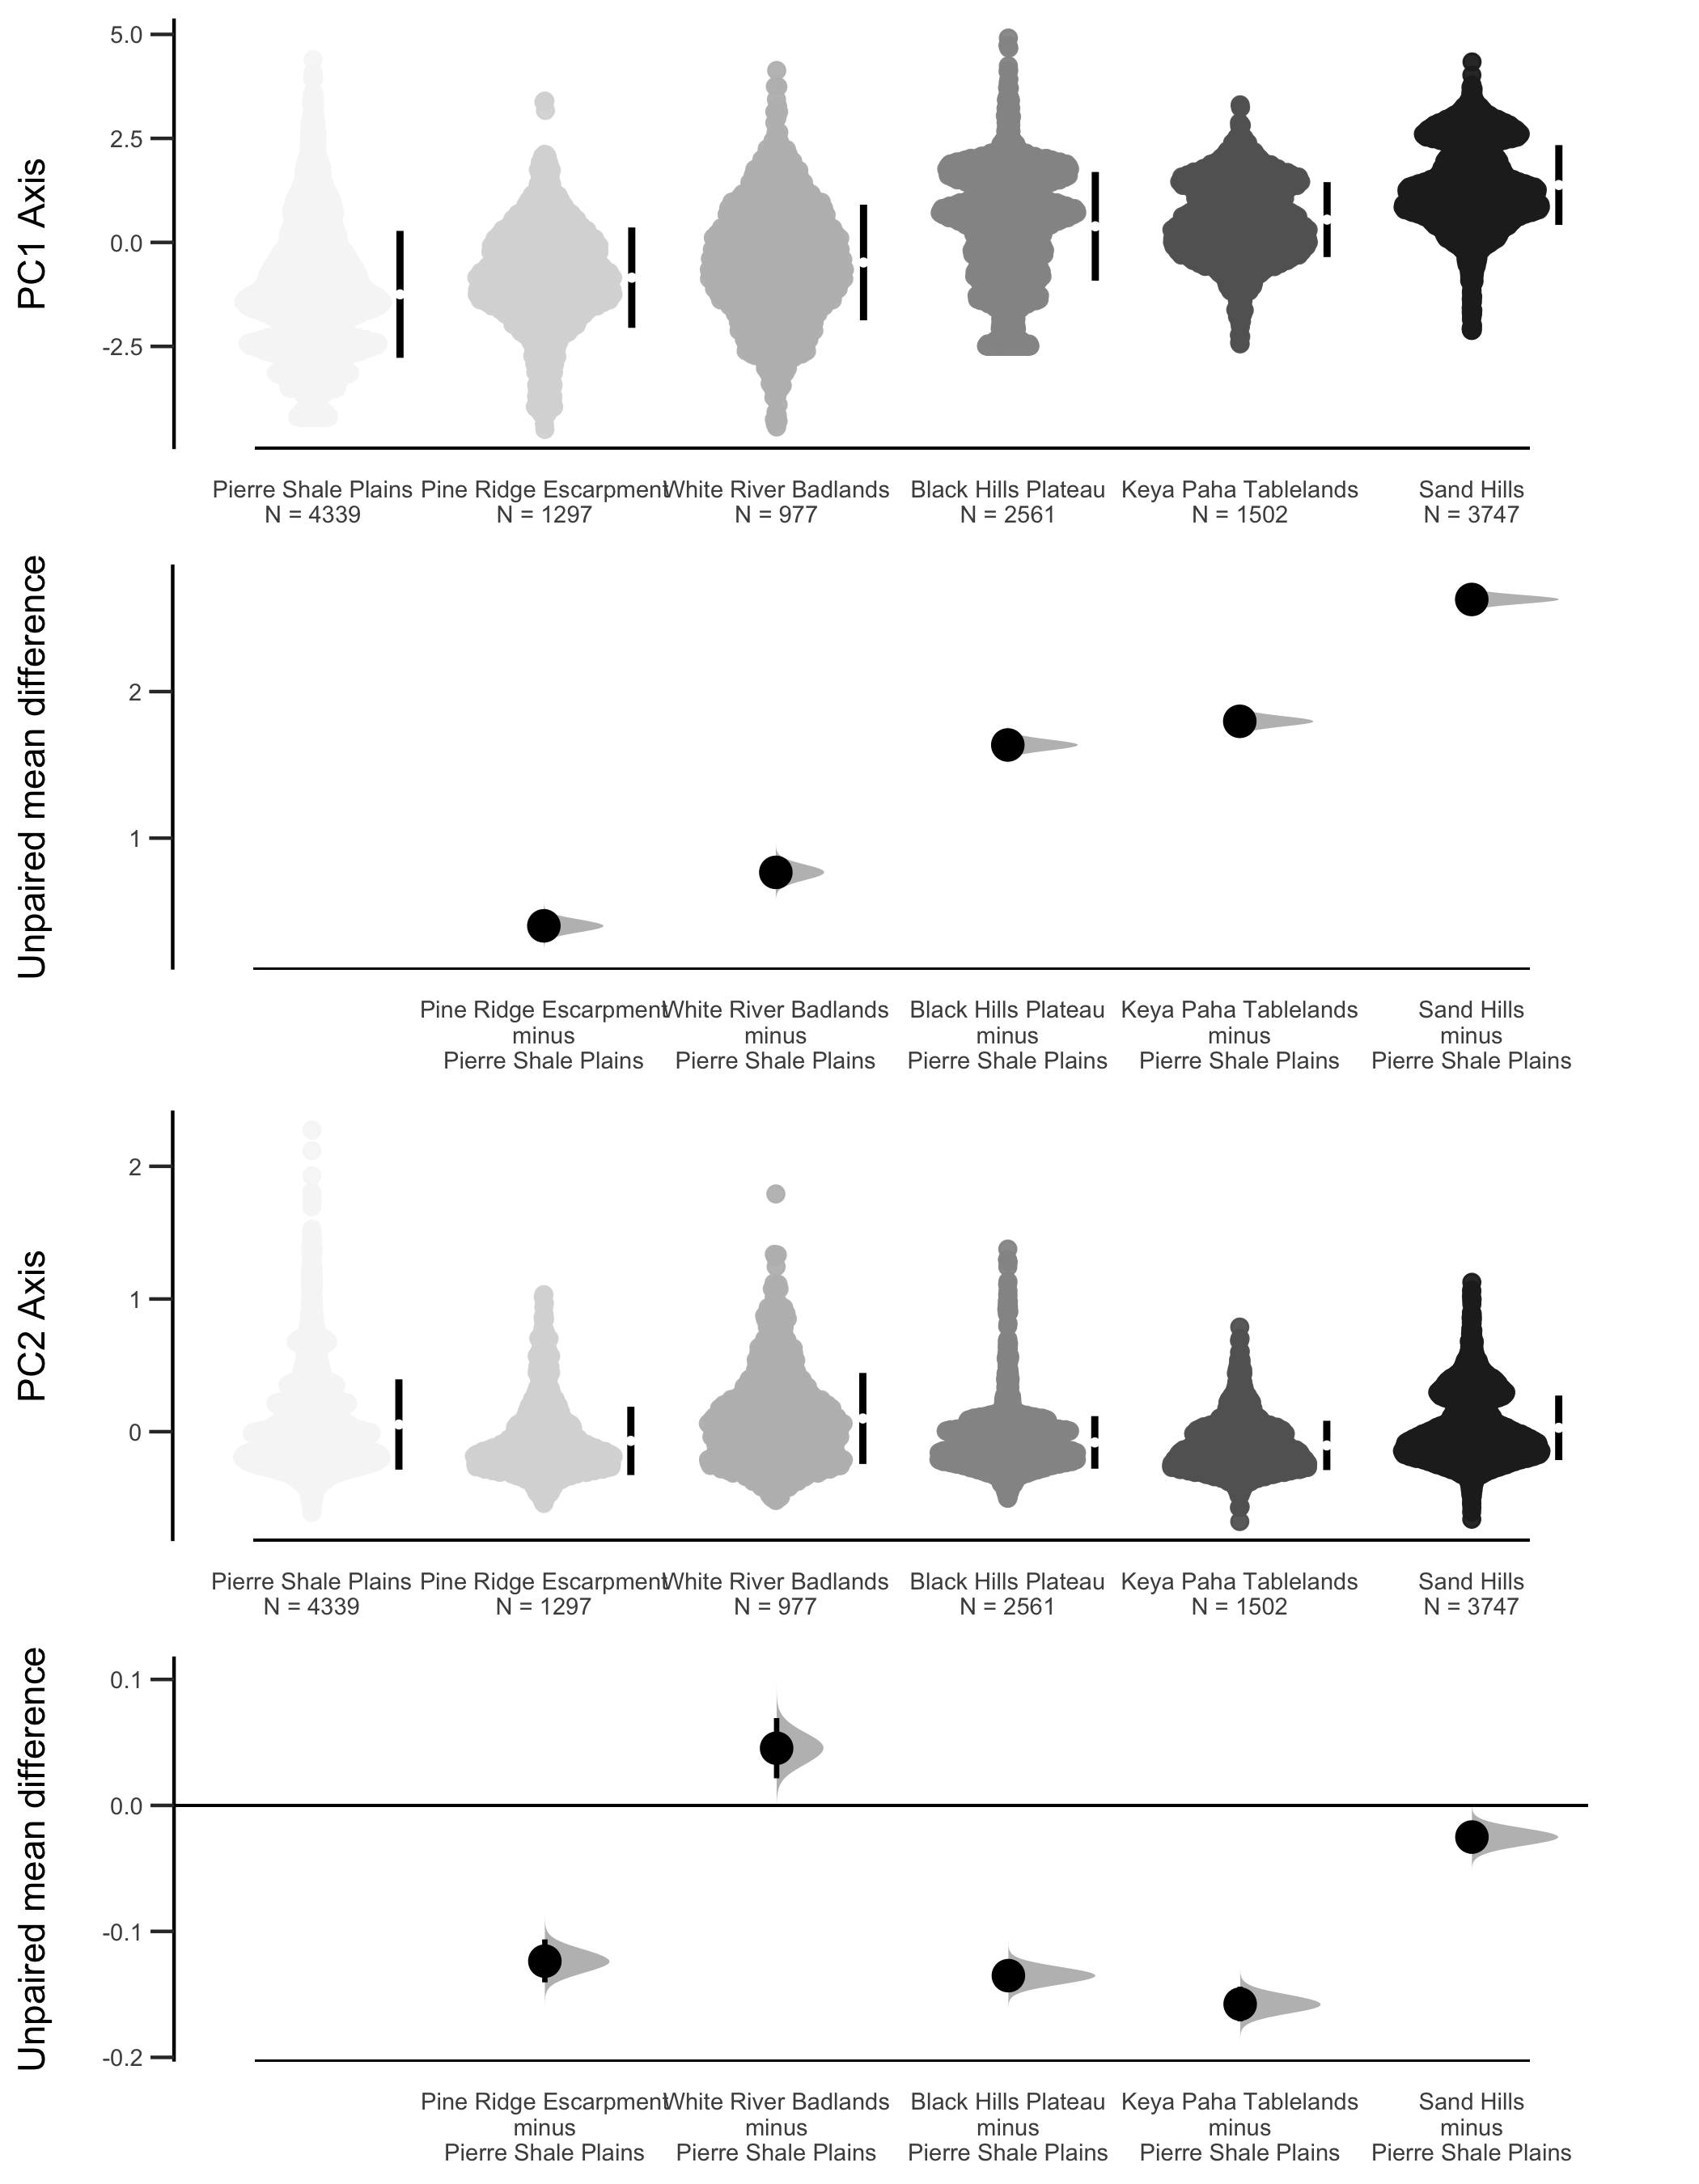 PC1 Axis
5.0
2.5
0.0
-2.5
Pierre Shale Plains Pine Ridge Escarpment White River Badlands Black Hills Plateau Keya Paha Tablelands Sand Hills
N = 4339 N = 1297 N = 977 N = 2561 N = 1502 N = 3747
Unpaired mean difference
2
1
Pine Ridge Escarpment White River Badlands Black Hills Plateau Keya Paha Tablelands Sand Hills
minus minus minus minus minus
Pierre Shale Plains Pierre Shale Plains Pierre Shale Plains Pierre Shale Plains Pierre Shale Plains
PC2 Axis
2
1
0
Pierre Shale Plains Pine Ridge Escarpment White River Badlands Black Hills Plateau Keya Paha Tablelands Sand Hills
N = 4339 N = 1297 N = 977 N = 2561 N = 1502 N = 3747
Unpaired mean difference
0.1
0.0
-0.1
-0.2
Pine Ridge Escarpment White River Badlands Black Hills Plateau Keya Paha Tablelands Sand Hills
minus minus minus minus minus
Pierre Shale Plains Pierre Shale Plains Pierre Shale Plains Pierre Shale Plains Pierre Shale Plains